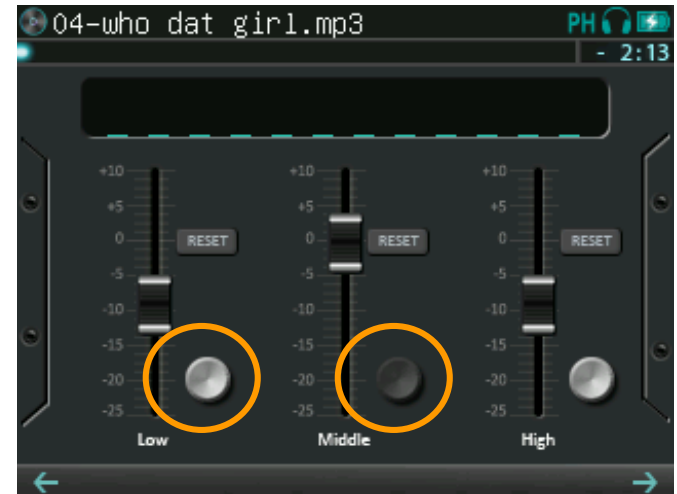 04-who dat girl.mp3 PH
- 2:13
+10 +10 +10
+5 +5 +5
0 RESET 0 RESET 0 RESET
-5 -5 -5
-10 -10 -10
-15 -15 -15
-20 -20 -20
-25 -25 -25
Low Middle High